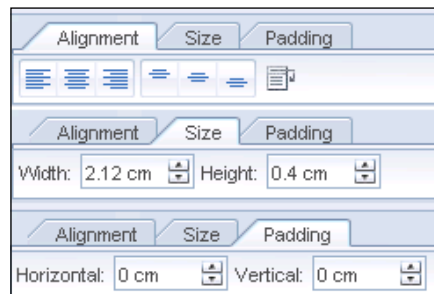 Alignment Size Padding
Alignment Size Padding
Width: 2.12 cm Height: 0.4 cm
Alignment Size Padding
Horizontal: 0 cm Vertical: 0 cm